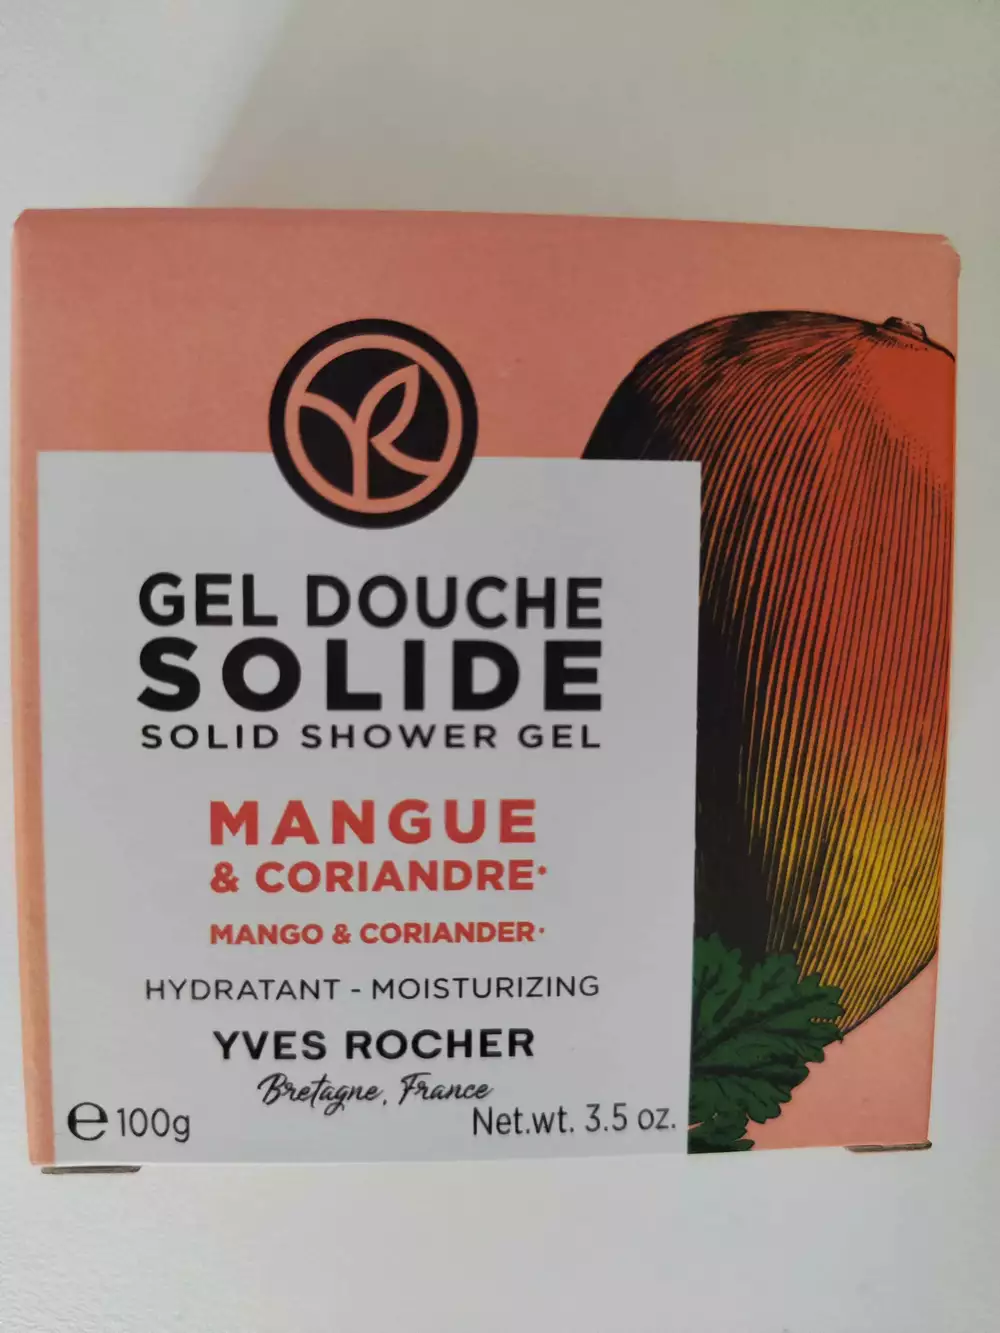 GEL DOUCHE
SOLIDE
SOLID SHOWER GEL
MANGUE
& CORIANDRE*
MANGO & CORIANDER*
HYDRATANT - MOISTURIZING
YVES ROCHER
Bretagne, France
℮ 100g
Net.wt. 3.5 oz.